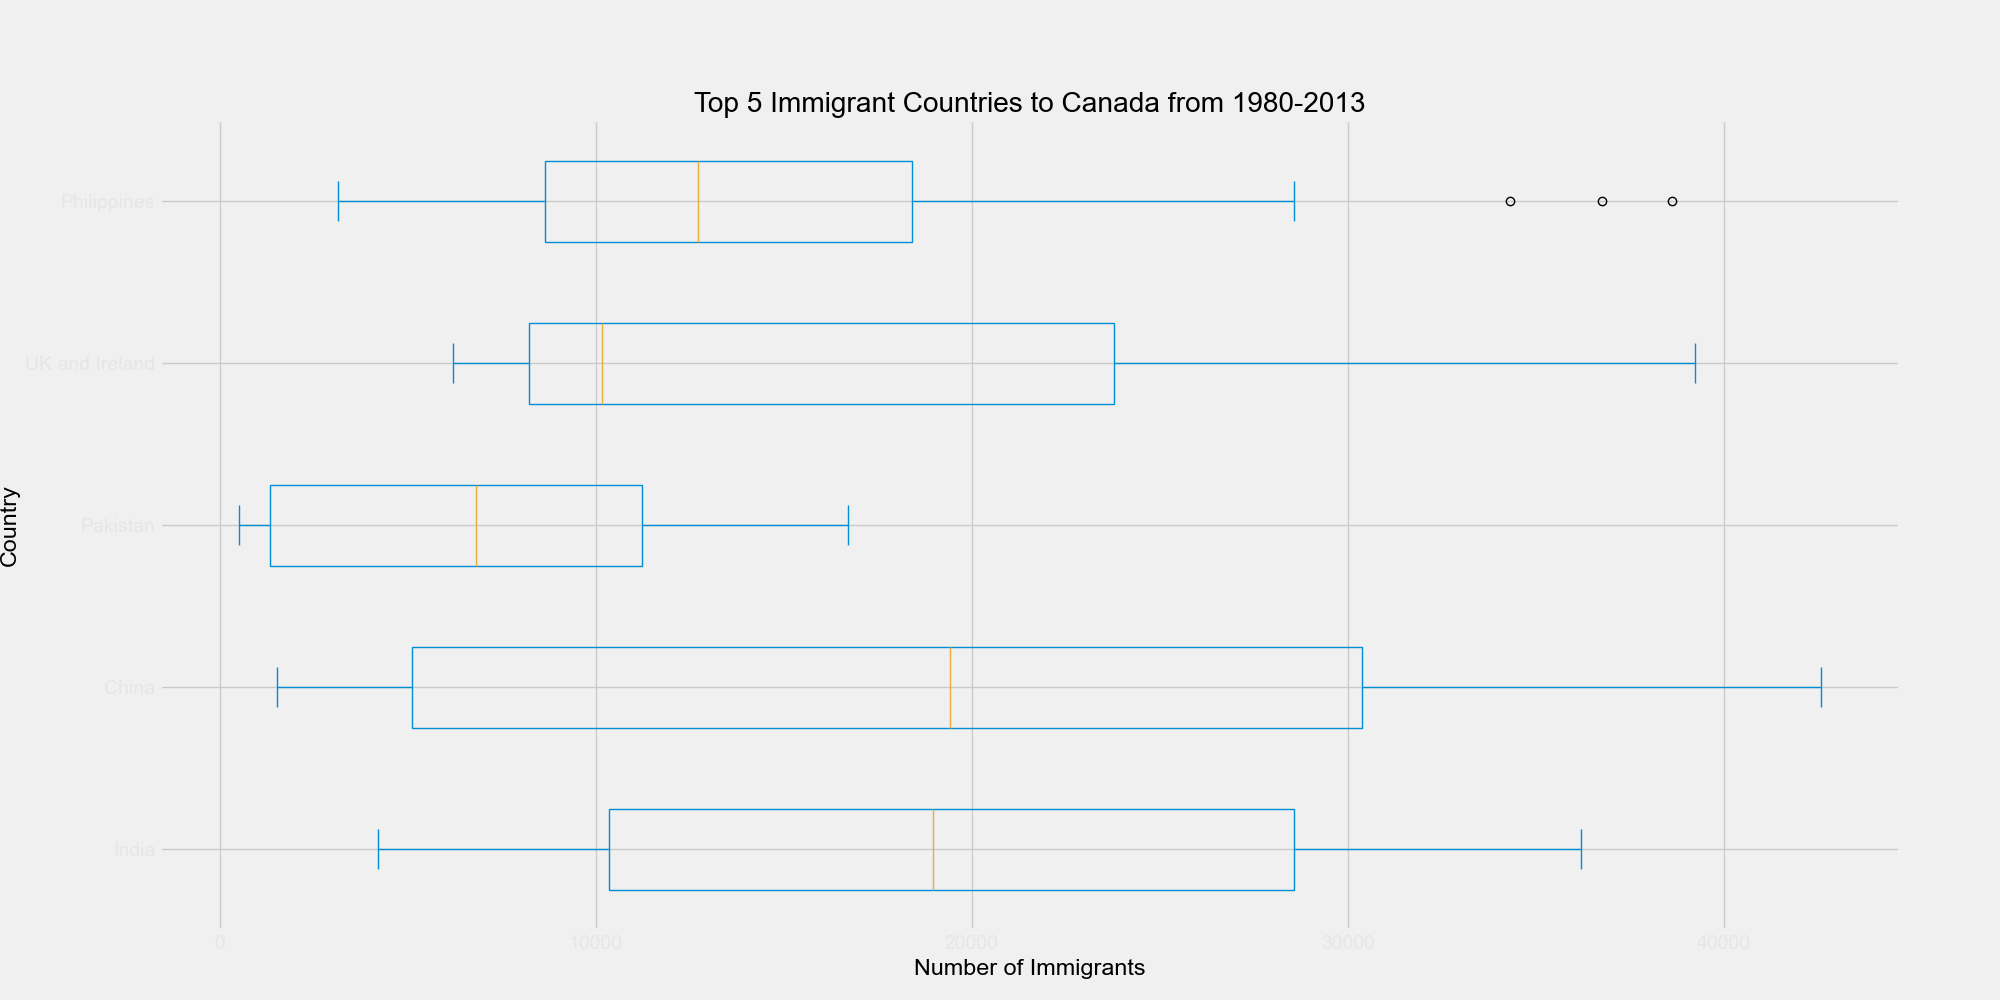 Top 5 Immigrant Countries to Canada from 1980-2013
Philippines
UK and Ireland
Pakistan
China
India
Country
0 10000 20000 30000 40000
Number of Immigrants